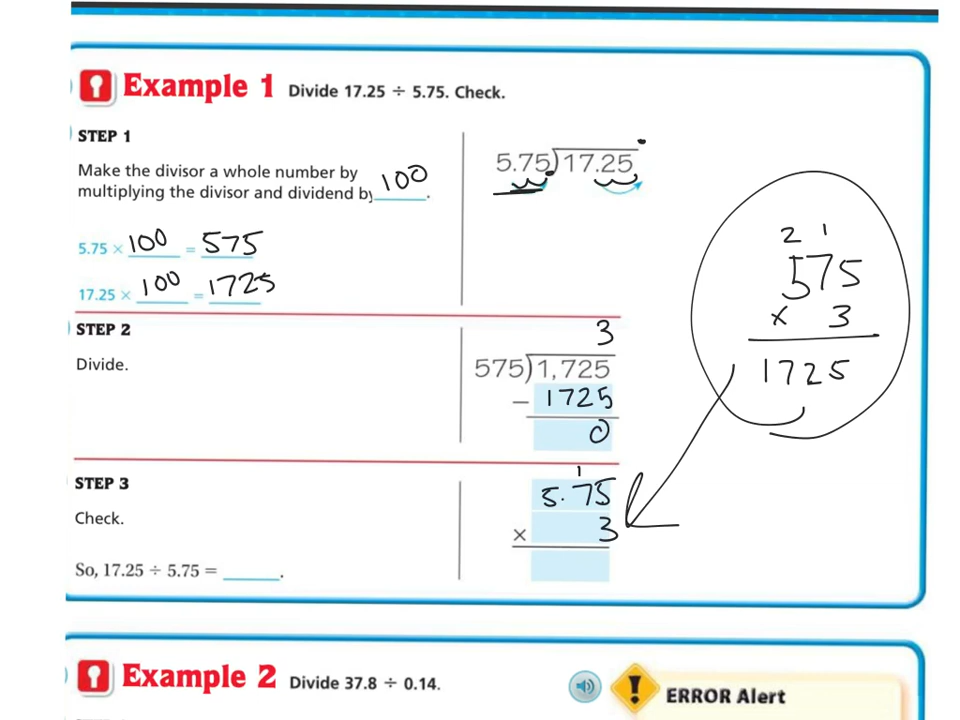 Example 1 Divide 17.25 ÷ 5.75. Check.
STEP 1
Make the divisor a whole number by
multiplying the divisor and dividend by 100.
5.75 × 100 = 575
17.25 × 100 = 1725
5.75)17.25
2 1
575
× 3
1725
STEP 2
Divide.
3
575)1,725
− 1725
0
STEP 3
Check.
1
5.75
× 3
So, 17.25 ÷ 5.75 = ____.
Example 2 Divide 37.8 ÷ 0.14.
! ERROR Alert